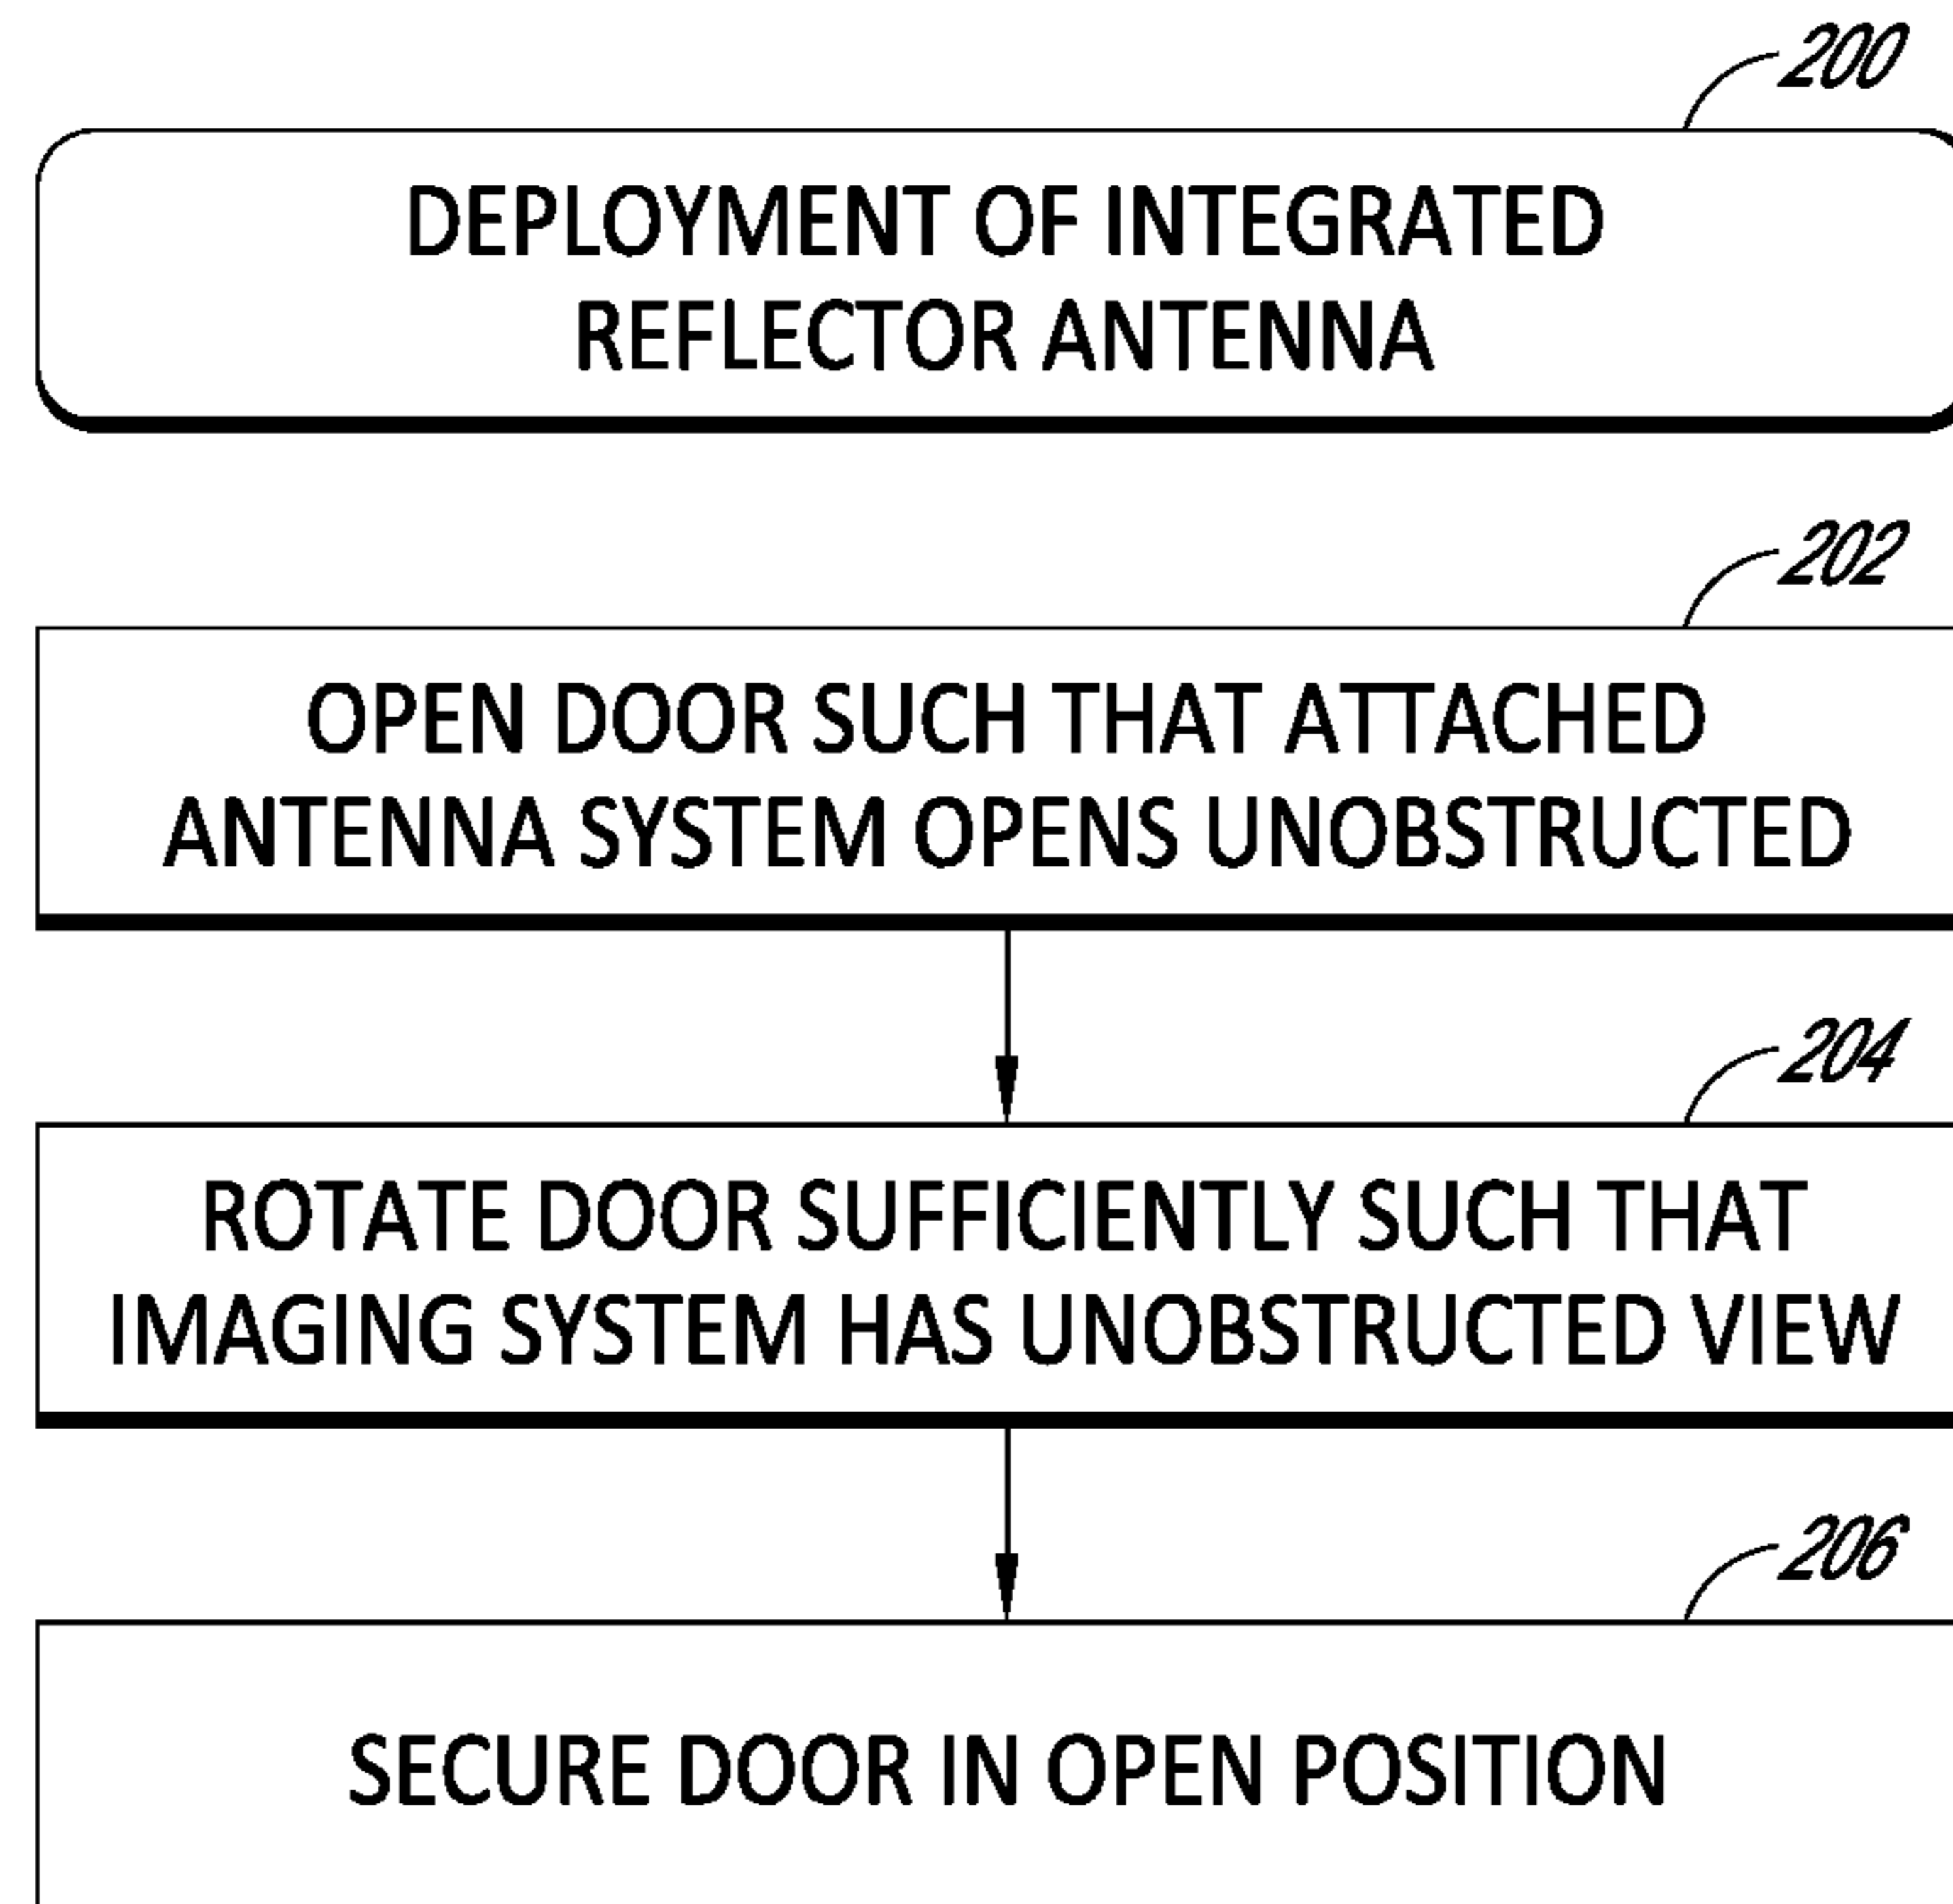 200
DEPLOYMENT OF INTEGRATED
REFLECTOR ANTENNA
202
OPEN DOOR SUCH THAT ATTACHED
ANTENNA SYSTEM OPENS UNOBSTRUCTED
204
ROTATE DOOR SUFFICIENTLY SUCH THAT
IMAGING SYSTEM HAS UNOBSTRUCTED VIEW
206
SECURE DOOR IN OPEN POSITION